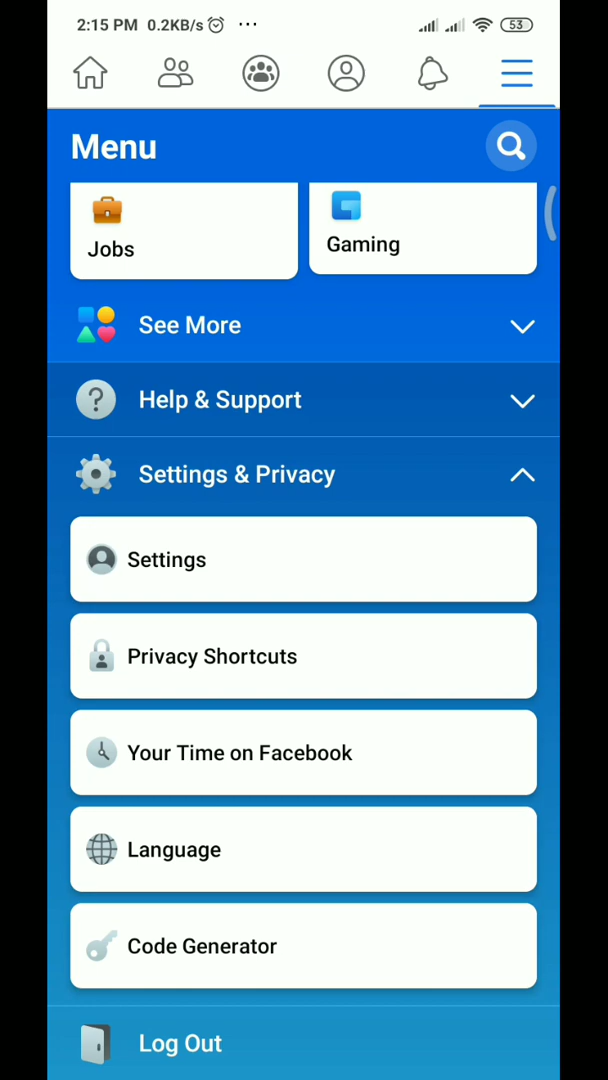 2:15 PM 0.2KB/s ... 53
Menu
Jobs
Gaming
See More
Help & Support
Settings & Privacy
Settings
Privacy Shortcuts
Your Time on Facebook
Language
Code Generator
Log Out